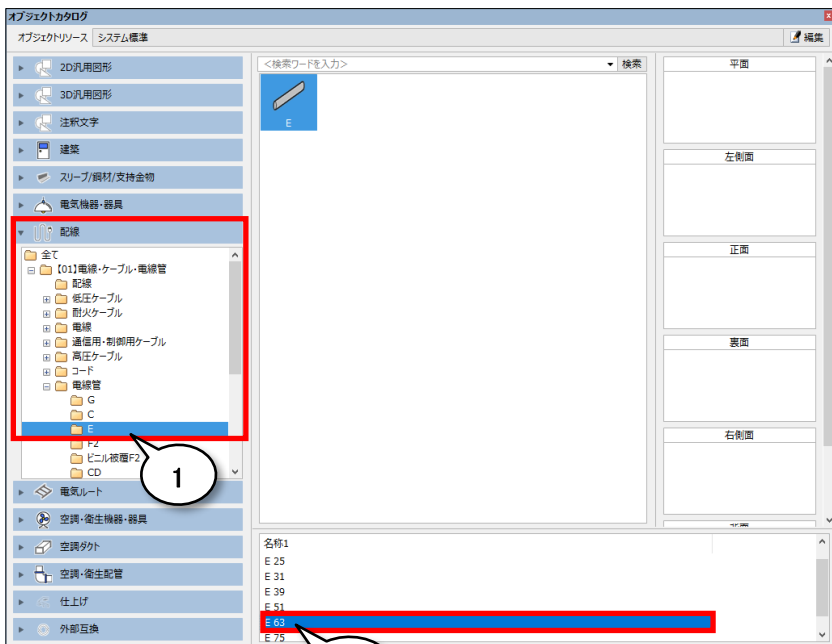 オブジェクトカタログ
オブジェクトリソース システム標準 編集
2D汎用図形
3D汎用図形
注釈文字
建築
スリーブ/鋼材/支持金物
電気機器・器具
配線
全て
【01】電線・ケーブル・電線管
配線
低圧ケーブル
耐火ケーブル
電線
通信用・制御用ケーブル
高圧ケーブル
コード
電線管
G
C
E
F2
ビニル被覆F2
CD
1
電気ルート
空調・衛生機器・器具
空調ダクト
空調・衛生配管
仕上げ
外部互換
<検索ワードを入力> 検索
E
名称1
E 25
E 31
E 39
E 51
E 63
E 75
平面
左側面
正面
裏面
右側面